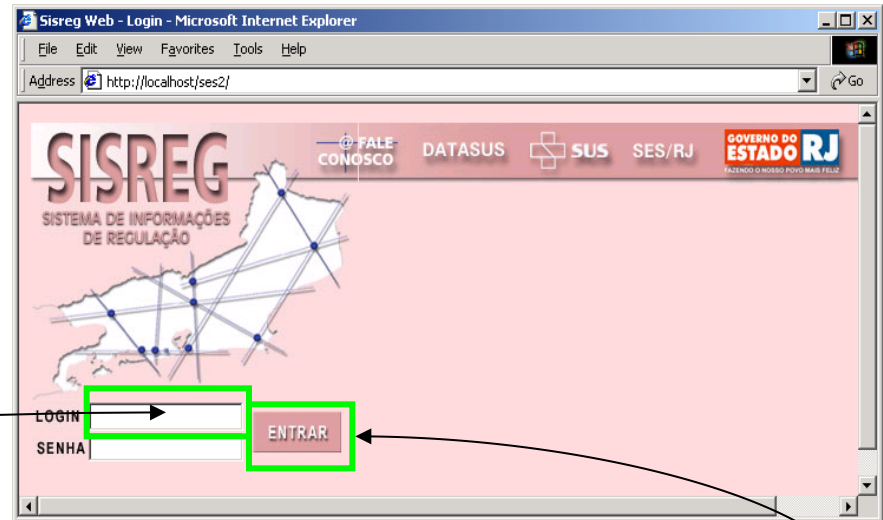 Sisreg Web - Login - Microsoft Internet Explorer
File Edit View Favorites Tools Help
Address http://localhost/ses2/ Go
SISREG
SISTEMA DE INFORMAÇÕES
DE REGULAÇÃO
@ FALE
CONOSCO
DATASUS
SUS
SES/RJ
GOVERNO DO
ESTADO RJ
FAZENDO O NOSSO POVO MAIS FELIZ
LOGIN
ENTRAR
SENHA